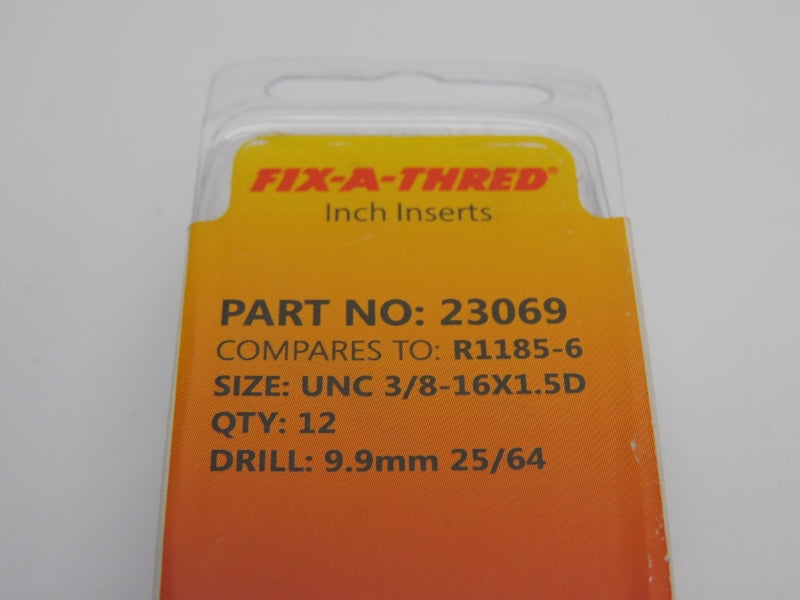 FIX-A-THRED®
Inch Inserts
PART NO: 23069
COMPARES TO: R1185-6
SIZE: UNC 3/8-16X1.5D
QTY: 12
DRILL: 9.9mm 25/64